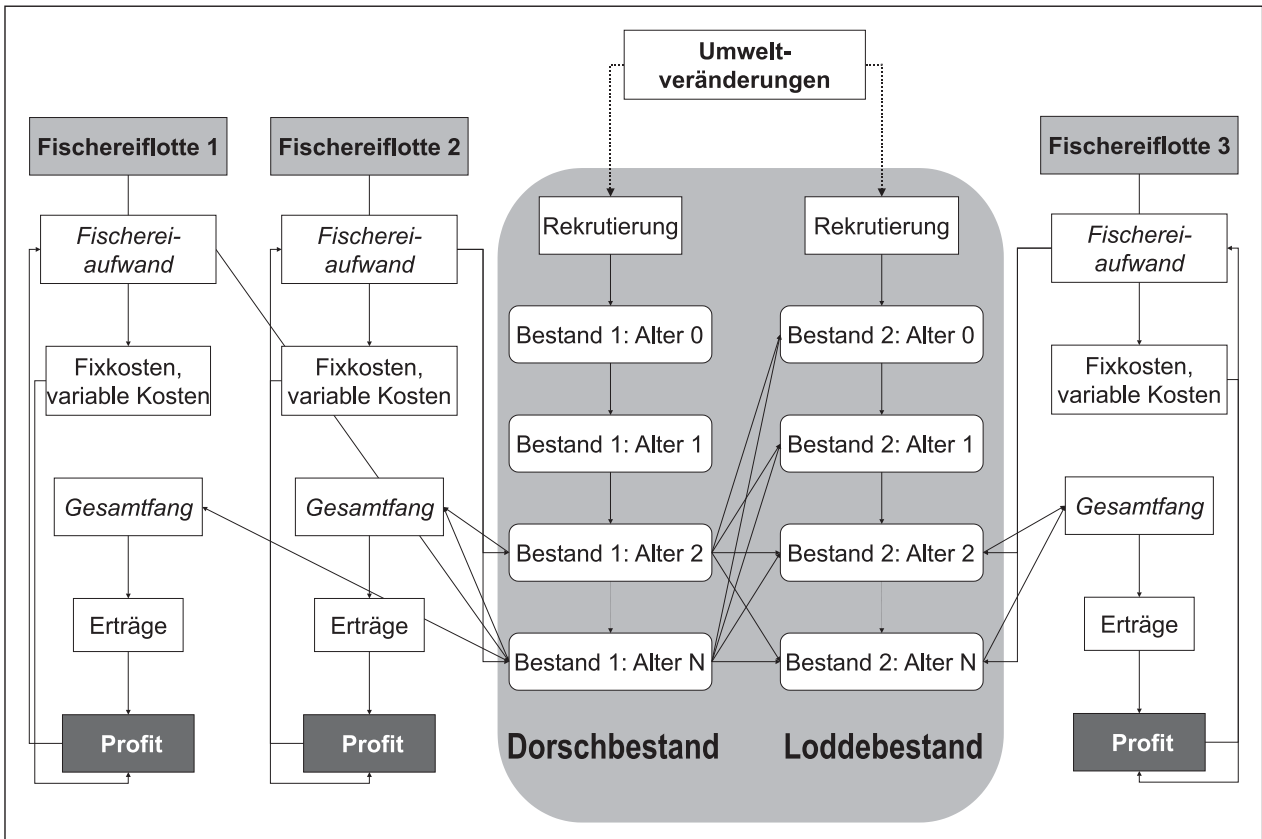 Umwelt-
veränderungen
Fischereiflotte 1
Fischerei-
aufwand
Fixkosten,
variable Kosten
Gesamtfang
Erträge
Profit
Fischereiflotte 2
Fischerei-
aufwand
Fixkosten,
variable Kosten
Gesamtfang
Erträge
Profit
Rekrutierung
Bestand 1: Alter 0
Bestand 1: Alter 1
Bestand 1: Alter 2
Bestand 1: Alter N
Dorschbestand
Rekrutierung
Bestand 2: Alter 0
Bestand 2: Alter 1
Bestand 2: Alter 2
Bestand 2: Alter N
Loddebestand
Fischereiflotte 3
Fischerei-
aufwand
Fixkosten,
variable Kosten
Gesamtfang
Erträge
Profit